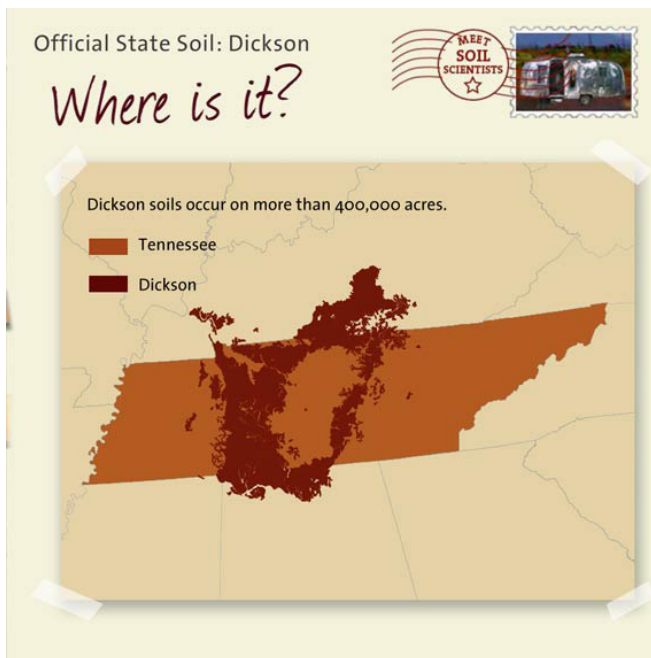 Official State Soil: Dickson
Where is it?
MEET
SOIL
SCIENTISTS
Dickson soils occur on more than 400,000 acres.
Tennessee
Dickson